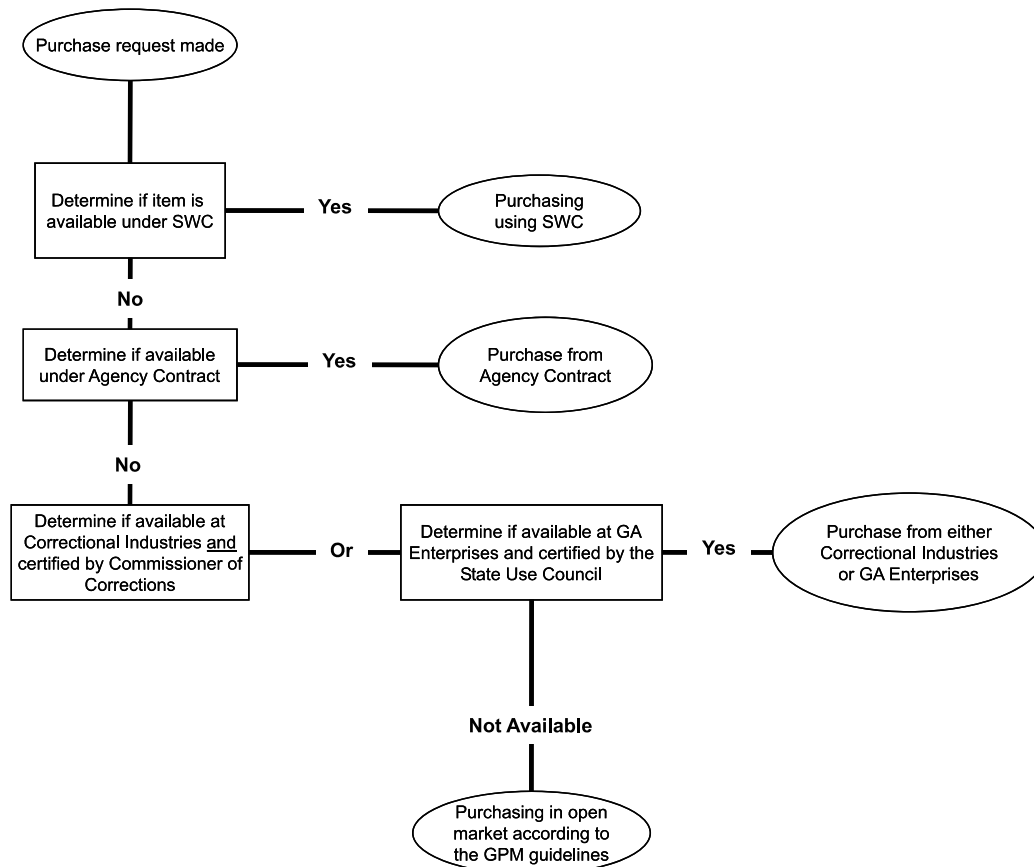 Purchase request made
Determine if item is
available under SWC
Yes
Purchasing
using SWC
No
Determine if available
under Agency Contract
Yes
Purchase from
Agency Contract
No
Determine if available at
Correctional Industries and
certified by Commissioner of
Corrections
Or
Determine if available at GA
Enterprises and certified by the
State Use Council
Yes
Purchase from either
Correctional Industries
or GA Enterprises
Not Available
Purchasing in open
market according to
the GPM guidelines